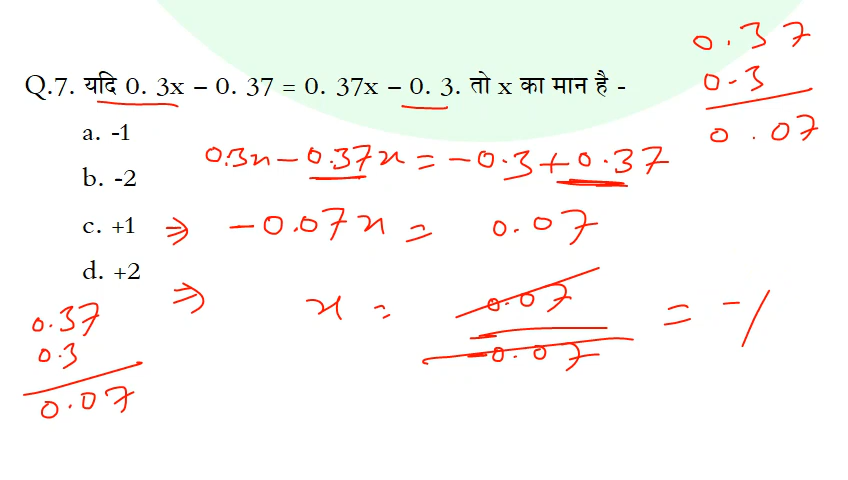 0.37
0.3
0.07
Q.7. यदि 0. 3x – 0. 37 = 0. 37x – 0. 3. तो x का मान है -
a. -1
b. -2
c. +1
d. +2
0.3x - 0.37x = -0.3 + 0.37
⇒ -0.07x = 0.07
⇒ x = 0.07 / -0.07 = -1
0.37
0.3
0.07